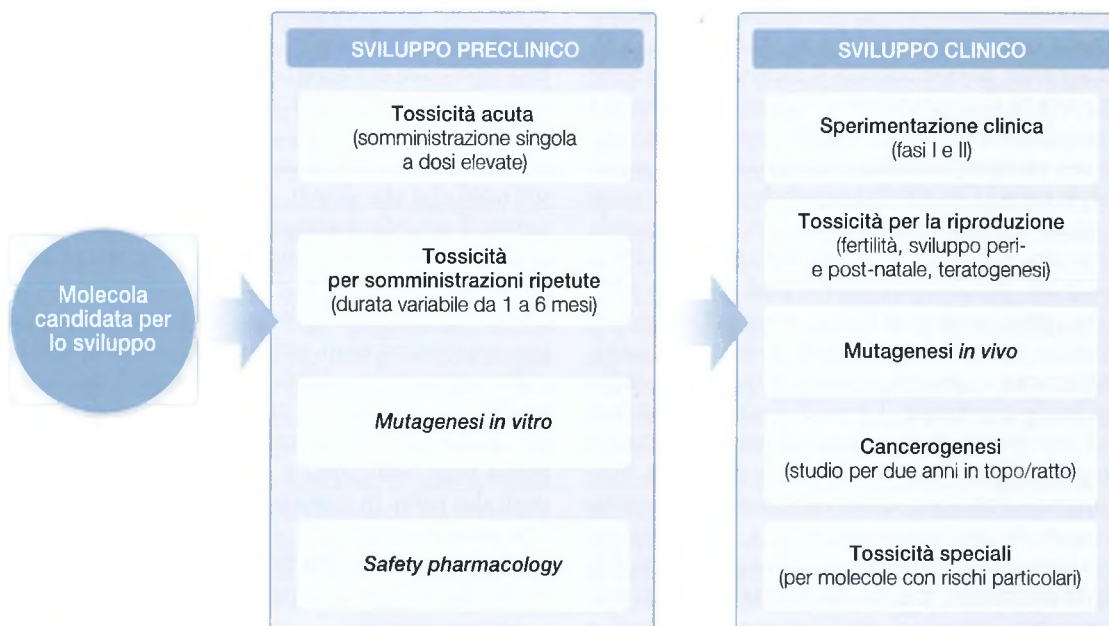 SVILUPPO PRECLINICO
Tossicità acuta
(somministrazione singola
a dosi elevate)
Tossicità
per somministrazioni ripetute
(durata variabile da 1 a 6 mesi)
Mutagenesi in vitro
Safety pharmacology
SVILUPPO CLINICO
Sperimentazione clinica
(fasi I e II)
Tossicità per la riproduzione
(fertilità, sviluppo peri-
e post-natale, teratogenesi)
Mutagenesi in vivo
Cancerogenesi
(studio per due anni in topo/ratto)
Tossicità speciali
(per molecole con rischi particolari)
Molecola
candidata per
lo sviluppo